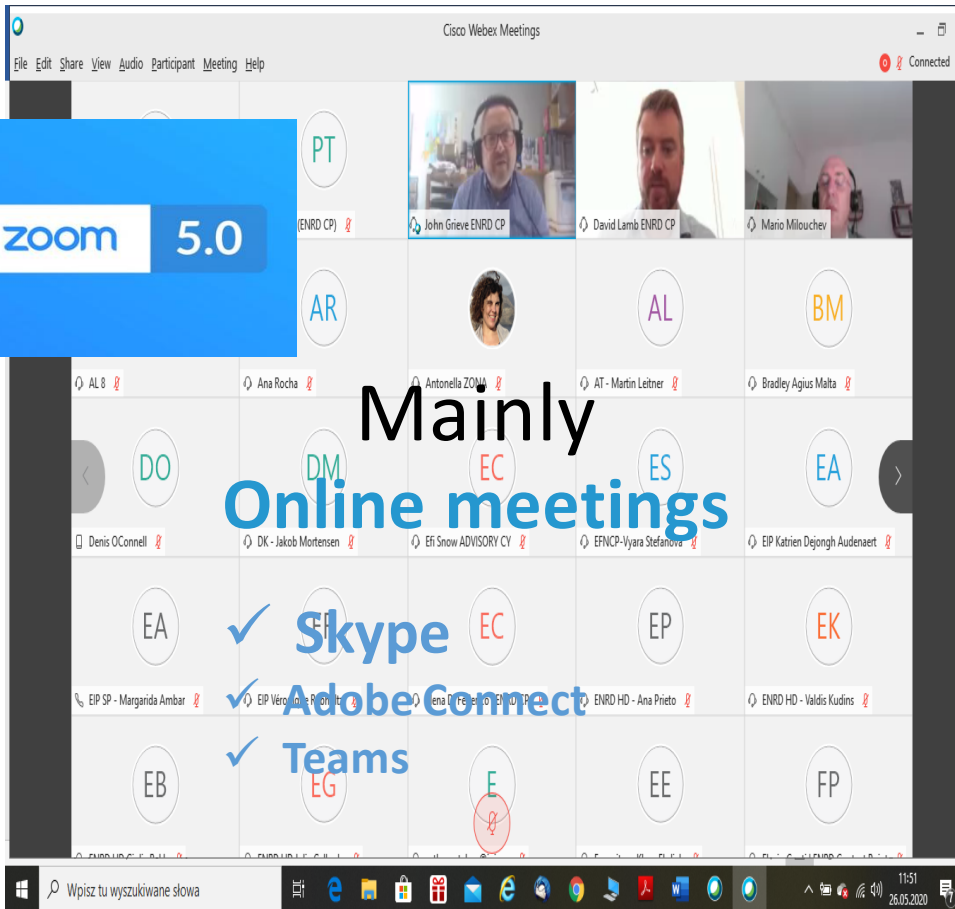 Cisco Webex Meetings
File Edit Share View Audio Participant Meeting Help
Connected
PT
(ENRD CP)
John Grieve ENRD CP
David Lamb ENRD CP
Mario Milouchev
zoom 5.0
AR
AL
BM
AL 8
Ana Rocha
Antonella ZONA
AT - Martin Leitner
Bradley Agius Malta
Mainly
DO
DM
EC
ES
EA
Online meetings
Denis OConnell
DK - Jakob Mortensen
Efi Snow ADVISORY CY
EFNCP-Vyara Stefanova
EIP Katrien Dejongh Audenaert
EA
EC
EP
EK
✓ Skype
EIP SP - Margarida Ambar
ENRD HD - Ana Prieto
ENRD HD - Valdis Kudins
✓ Adobe Connect
✓ Teams
EB
EG
E
EE
FP
Wpisz tu wyszukiwane słowa
11:51
26.05.2020